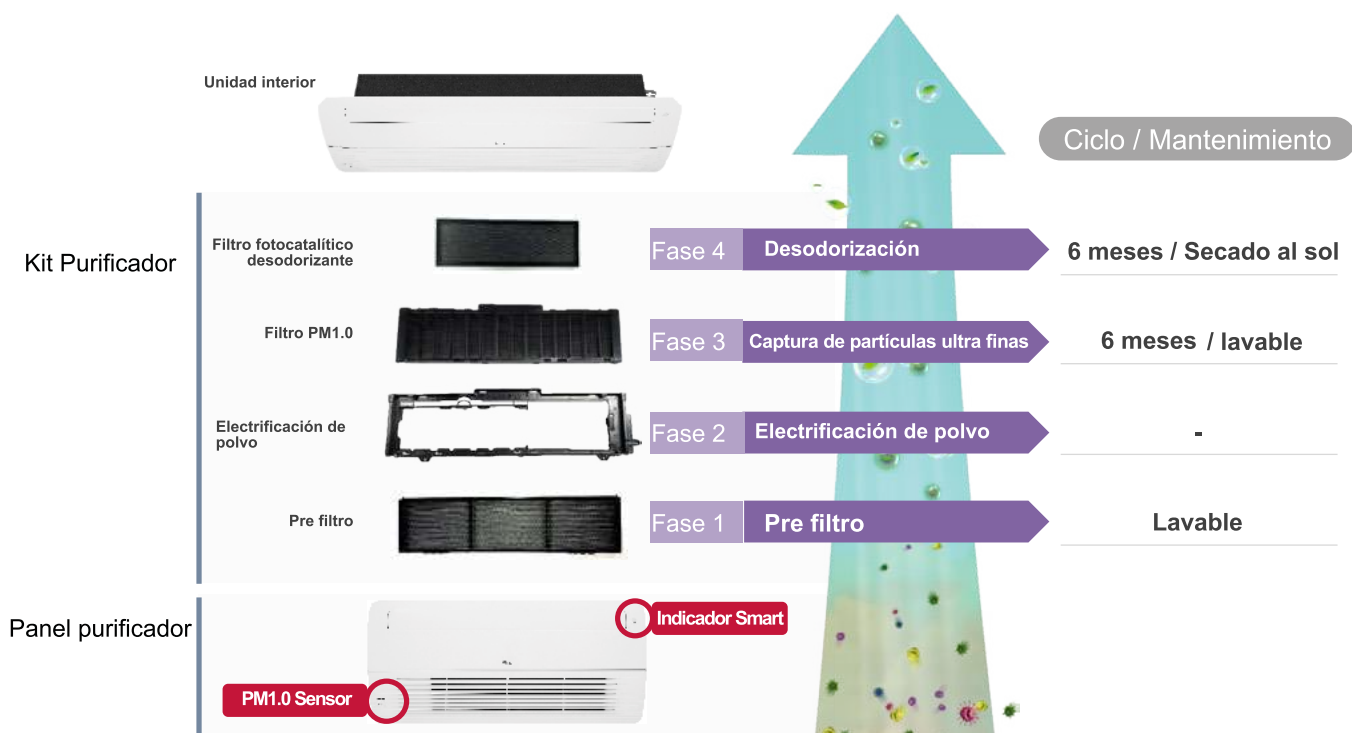 Unidad interior
Ciclo / Mantenimiento
Kit Purificador
Filtro fotocatalítico
desodorizante
Fase 4
Desodorización
6 meses / Secado al sol
Filtro PM1.0
Fase 3
Captura de partículas ultra finas
6 meses / lavable
Electrificación de
polvo
Fase 2
Electrificación de polvo
-
Pre filtro
Fase 1
Pre filtro
Lavable
Panel purificador
Indicador Smart
PM1.0 Sensor